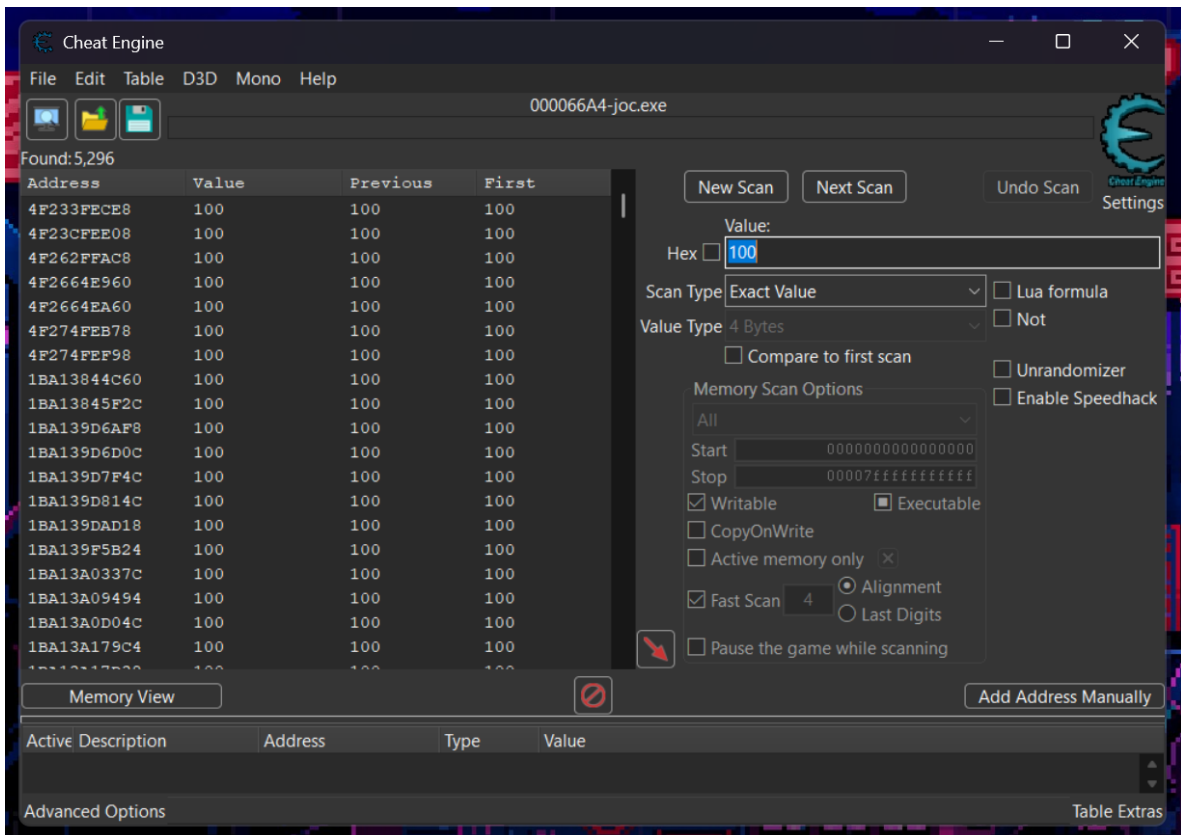 Cheat Engine
File Edit Table D3D Mono Help
000066A4-joc.exe
Found:5,296
Address Value Previous First
4F233FECE8 100 100 100
4F23CFEE08 100 100 100
4F262FFAC8 100 100 100
4F2664E960 100 100 100
4F2664EA60 100 100 100
4F274FEB78 100 100 100
4F274FEF98 100 100 100
1BA13844C60 100 100 100
1BA13845F2C 100 100 100
1BA139D6AF8 100 100 100
1BA139D6D0C 100 100 100
1BA139D7F4C 100 100 100
1BA139D814C 100 100 100
1BA139DAD18 100 100 100
1BA139F5B24 100 100 100
1BA13A0337C 100 100 100
1BA13A09494 100 100 100
1BA13A0D04C 100 100 100
1BA13A179C4 100 100 100
New Scan Next Scan Undo Scan
Cheat Engine
Settings
Value:
Hex 100
Scan Type Exact Value
Lua formula
Value Type 4 Bytes
Not
Compare to first scan
Unrandomizer
Enable Speedhack
Memory Scan Options
All
Start 0000000000000000
Stop 00007fffffffffff
Writable Executable
CopyOnWrite
Active memory only
Fast Scan 4 Alignment
Last Digits
Pause the game while scanning
Memory View Add Address Manually
Active Description Address Type Value
Advanced Options Table Extras